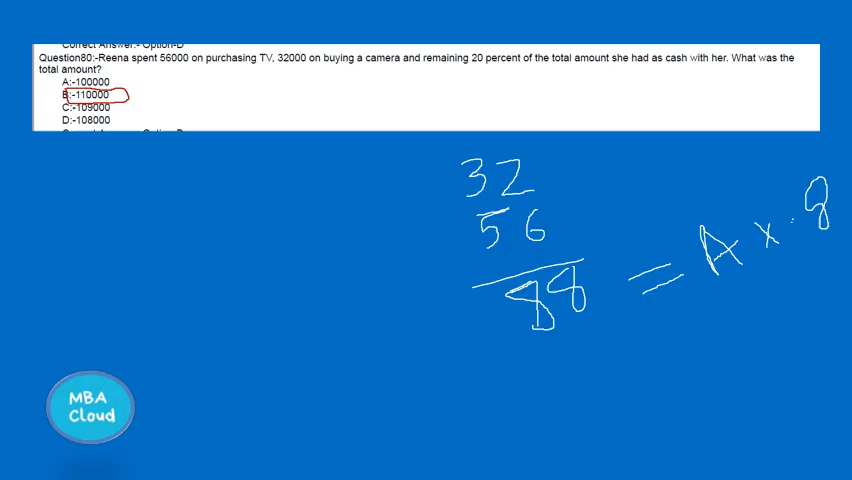 Question80:-Reena spent 56000 on purchasing TV, 32000 on buying a camera and remaining 20 percent of the total amount she had as cash with her. What was the
total amount?
A:-100000
B:-110000
C:-109000
D:-108000
32
56
88 = A x .8
MBA
Cloud